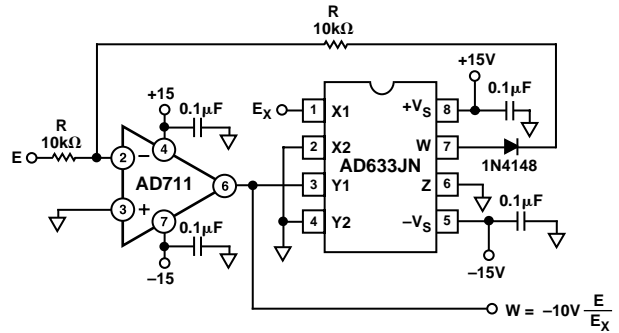 R
10kΩ
+15
0.1µF
R
10kΩ
E
2
–
4
AD711
6
3
+
7
0.1µF
–15
E_X
1 X1
2 X2
3 Y1
4 Y2
AD633JN
+V_S 8
W 7
Z 6
–V_S 5
+15V
0.1µF
1N4148
0.1µF
–15V
W = –10V E/E_X